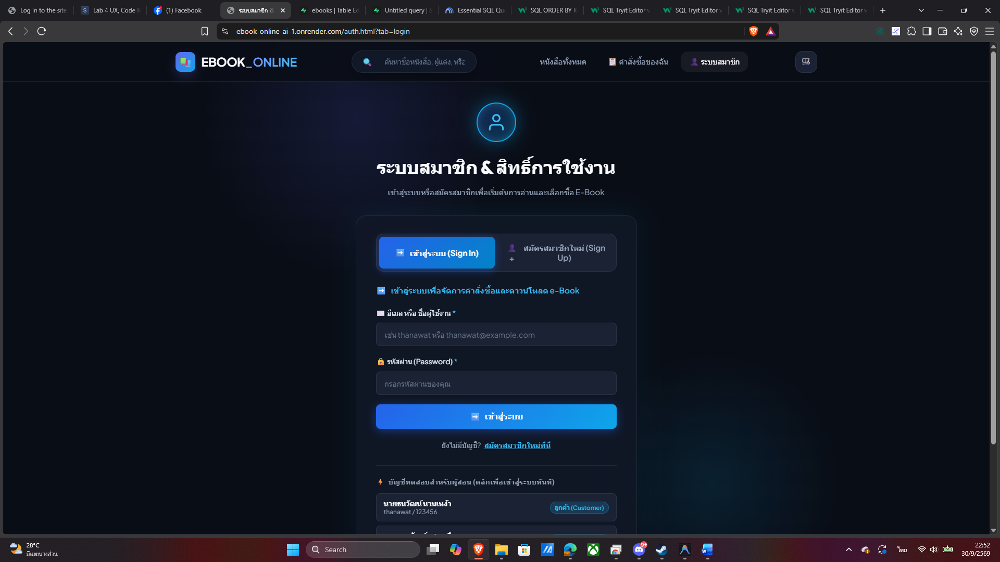 Log in to the site
Lab 4 UX, Code R
(1) Facebook
ระบบสมาชิก &
ebooks | Table Ed
Untitled query | S
Essential SQL Qu
SQL ORDER BY K
SQL Tryit Editor v
SQL Tryit Editor v
SQL Tryit Editor v
SQL Tryit Editor v
ebook-online-ai-1.onrender.com/auth.html?tab=login
EBOOK_ONLINE
ค้นหาชื่อหนังสือ, ผู้แต่ง, หรือ
หนังสือทั้งหมด
คำสั่งซื้อของฉัน
ระบบสมาชิก
ระบบสมาชิก & สิทธิ์การใช้งาน
เข้าสู่ระบบหรือสมัครสมาชิกเพื่อเริ่มต้นการอ่านและเลือกซื้อ E-Book
เข้าสู่ระบบ (Sign In)
+ สมัครสมาชิกใหม่ (Sign
Up)
เข้าสู่ระบบเพื่อจัดการคำสั่งซื้อและดาวน์โหลด e-Book
อีเมล หรือ ชื่อผู้ใช้งาน *
เช่น thanawat หรือ thanawat@example.com
รหัสผ่าน (Password) *
กรอกรหัสผ่านของคุณ
เข้าสู่ระบบ
ยังไม่มีบัญชี? สมัครสมาชิกใหม่ที่นี่
บัญชีทดสอบสำหรับผู้สอน (คลิกเพื่อเข้าสู่ระบบทันที)
นายธนวัฒน์ นามเหง้า
thanawat / 123456
ลูกค้า (Customer)
28°C
มีเมฆบางส่วน
Search
9+
ไทย
22:52
30/9/2569